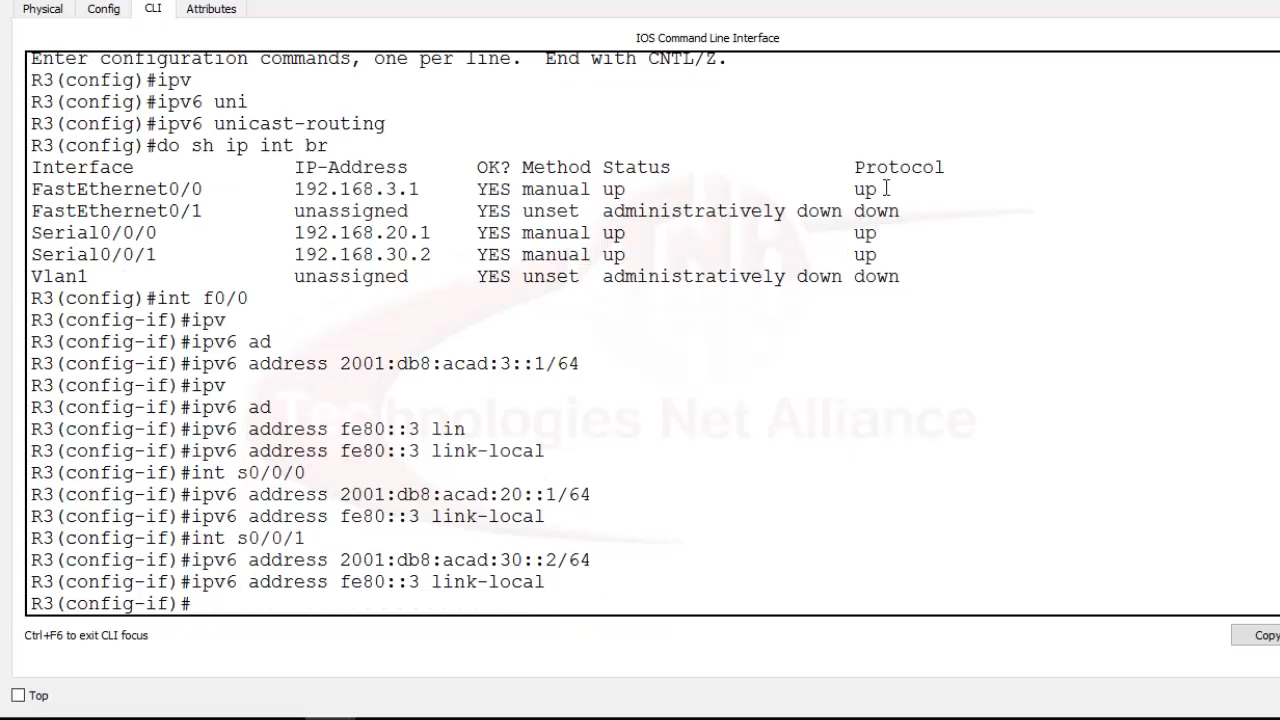 Physical Config CLI Attributes
IOS Command Line Interface
Enter configuration commands, one per line.  End with CNTL/Z.
R3(config)#ipv
R3(config)#ipv6 uni
R3(config)#ipv6 unicast-routing
R3(config)#do sh ip int br
Interface              IP-Address      OK? Method Status                Protocol
FastEthernet0/0        192.168.3.1     YES manual up                    up
FastEthernet0/1        unassigned      YES unset  administratively down down
Serial0/0/0            192.168.20.1    YES manual up                    up
Serial0/0/1            192.168.30.2    YES manual up                    up
Vlan1                  unassigned      YES unset  administratively down down
R3(config)#int f0/0
R3(config-if)#ipv
R3(config-if)#ipv6 ad
R3(config-if)#ipv6 address 2001:db8:acad:3::1/64
R3(config-if)#ipv
R3(config-if)#ipv6 ad
R3(config-if)#ipv6 address fe80::3 lin
R3(config-if)#ipv6 address fe80::3 link-local
R3(config-if)#int s0/0/0
R3(config-if)#ipv6 address 2001:db8:acad:20::1/64
R3(config-if)#ipv6 address fe80::3 link-local
R3(config-if)#int s0/0/1
R3(config-if)#ipv6 address 2001:db8:acad:30::2/64
R3(config-if)#ipv6 address fe80::3 link-local
R3(config-if)#
Technologies Net Alliance
Ctrl+F6 to exit CLI focus
Copy
Top